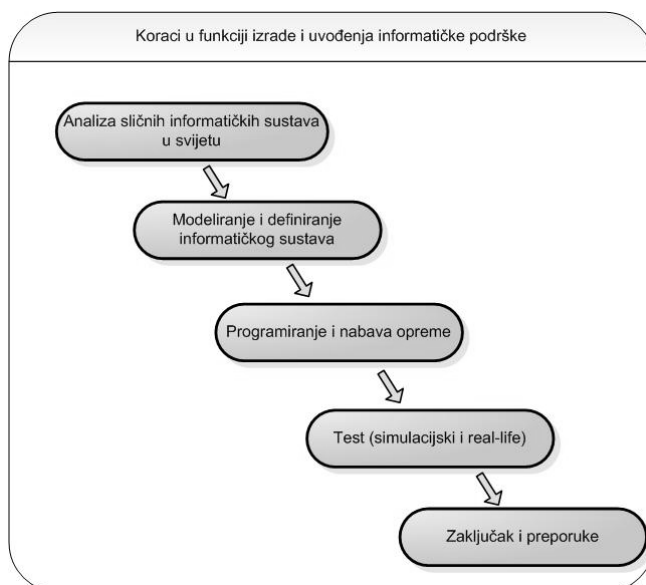 Koraci u funkciji izrade i uvođenja informatičke podrške
Analiza sličnih informatičkih sustava
u svijetu
Modeliranje i definiranje
informatičkog sustava
Programiranje i nabava opreme
Test (simulacijski i real-life)
Zaključak i preporuke